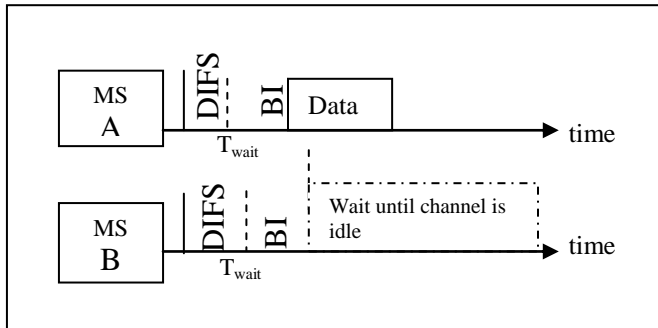 MS
A
DIFS
BI
Data
time
Twait
MS
B
DIFS
BI
Wait until channel is
idle
time
Twait